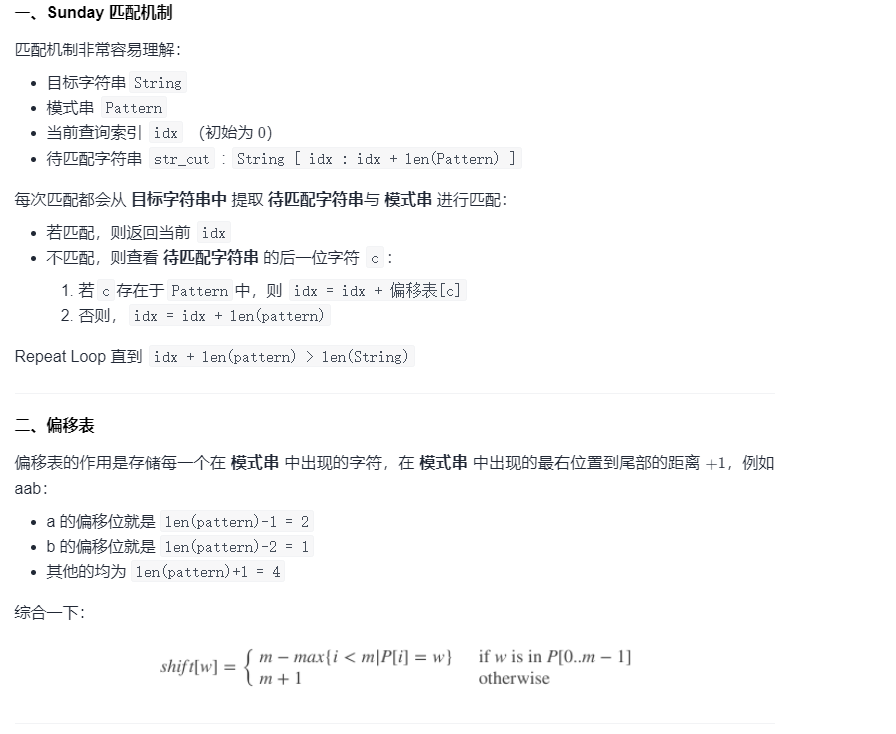 一、Sunday 匹配机制
匹配机制非常容易理解：
• 目标字符串 String
• 模式串 Pattern
• 当前查询索引 idx （初始为 0）
• 待匹配字符串 str_cut : String [ idx : idx + len(Pattern) ]
每次匹配都会从 目标字符串中 提取 待匹配字符串与 模式串 进行匹配：
• 若匹配，则返回当前 idx
• 不匹配，则查看 待匹配字符串 的后一位字符 c ：
1. 若 c 存在于 Pattern 中，则 idx = idx + 偏移表[c]
2. 否则， idx = idx + len(pattern)
Repeat Loop 直到 idx + len(pattern) > len(String)
二、偏移表
偏移表的作用是存储每一个在 模式串 中出现的字符，在 模式串 中出现的最右位置到尾部的距离 +1，例如
aab：
• a 的偏移位就是 len(pattern)-1 = 2
• b 的偏移位就是 len(pattern)-2 = 1
• 其他的均为 len(pattern)+1 = 4
综合一下：
shift[w] = { m − max{i < m|P[i] = w} if w is in P[0..m − 1]
m + 1 otherwise